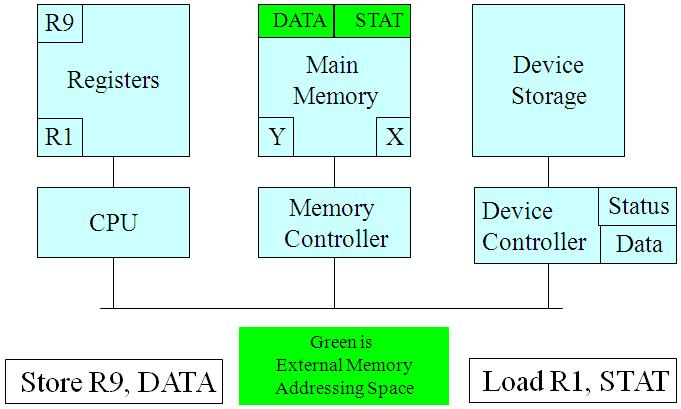 R9
Registers
R1
DATA
STAT
Main
Memory
Y
X
Device
Storage
CPU
Memory
Controller
Device
Controller
Status
Data
Store R9, DATA
Green is
External Memory
Addressing Space
Load R1, STAT